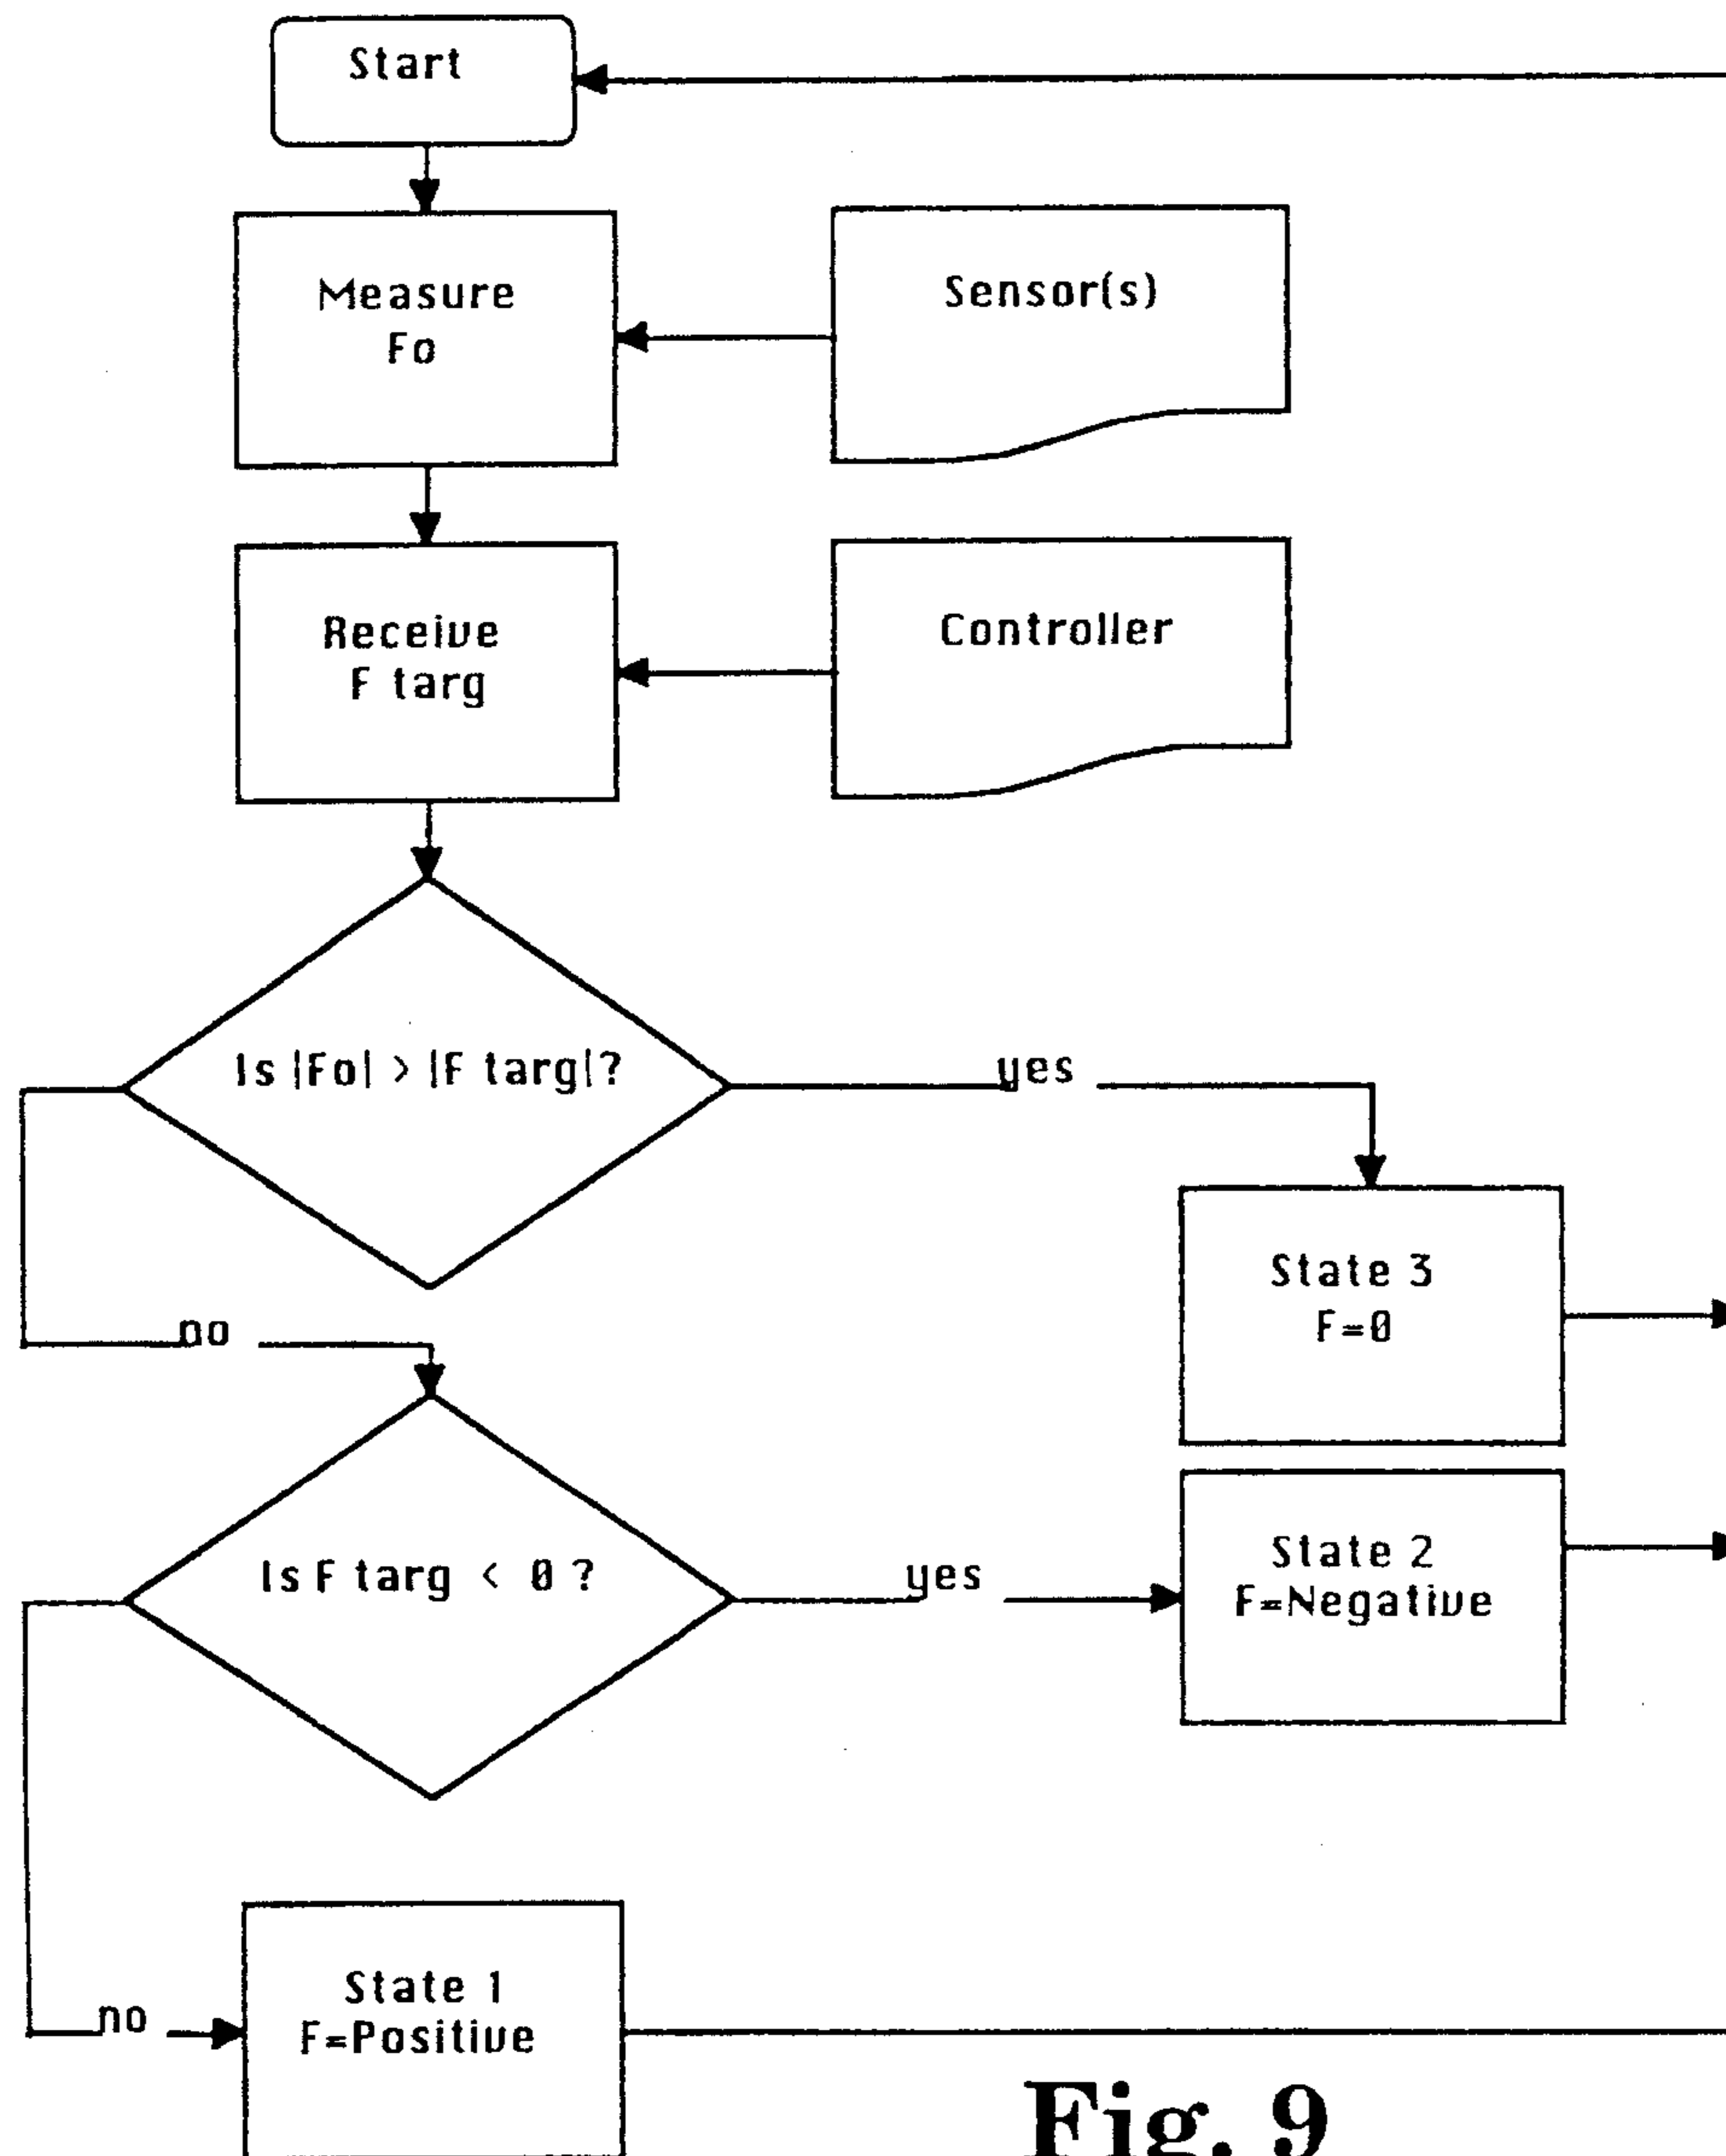 Start
Measure
Fo
Sensor(s)
Receive
F targ
Controller
Is |Fo| > |F targ|?
yes
State 3
F=0
no
Is F targ < 0 ?
yes
State 2
F=Negative
no
State 1
F=Positive
Fig. 9